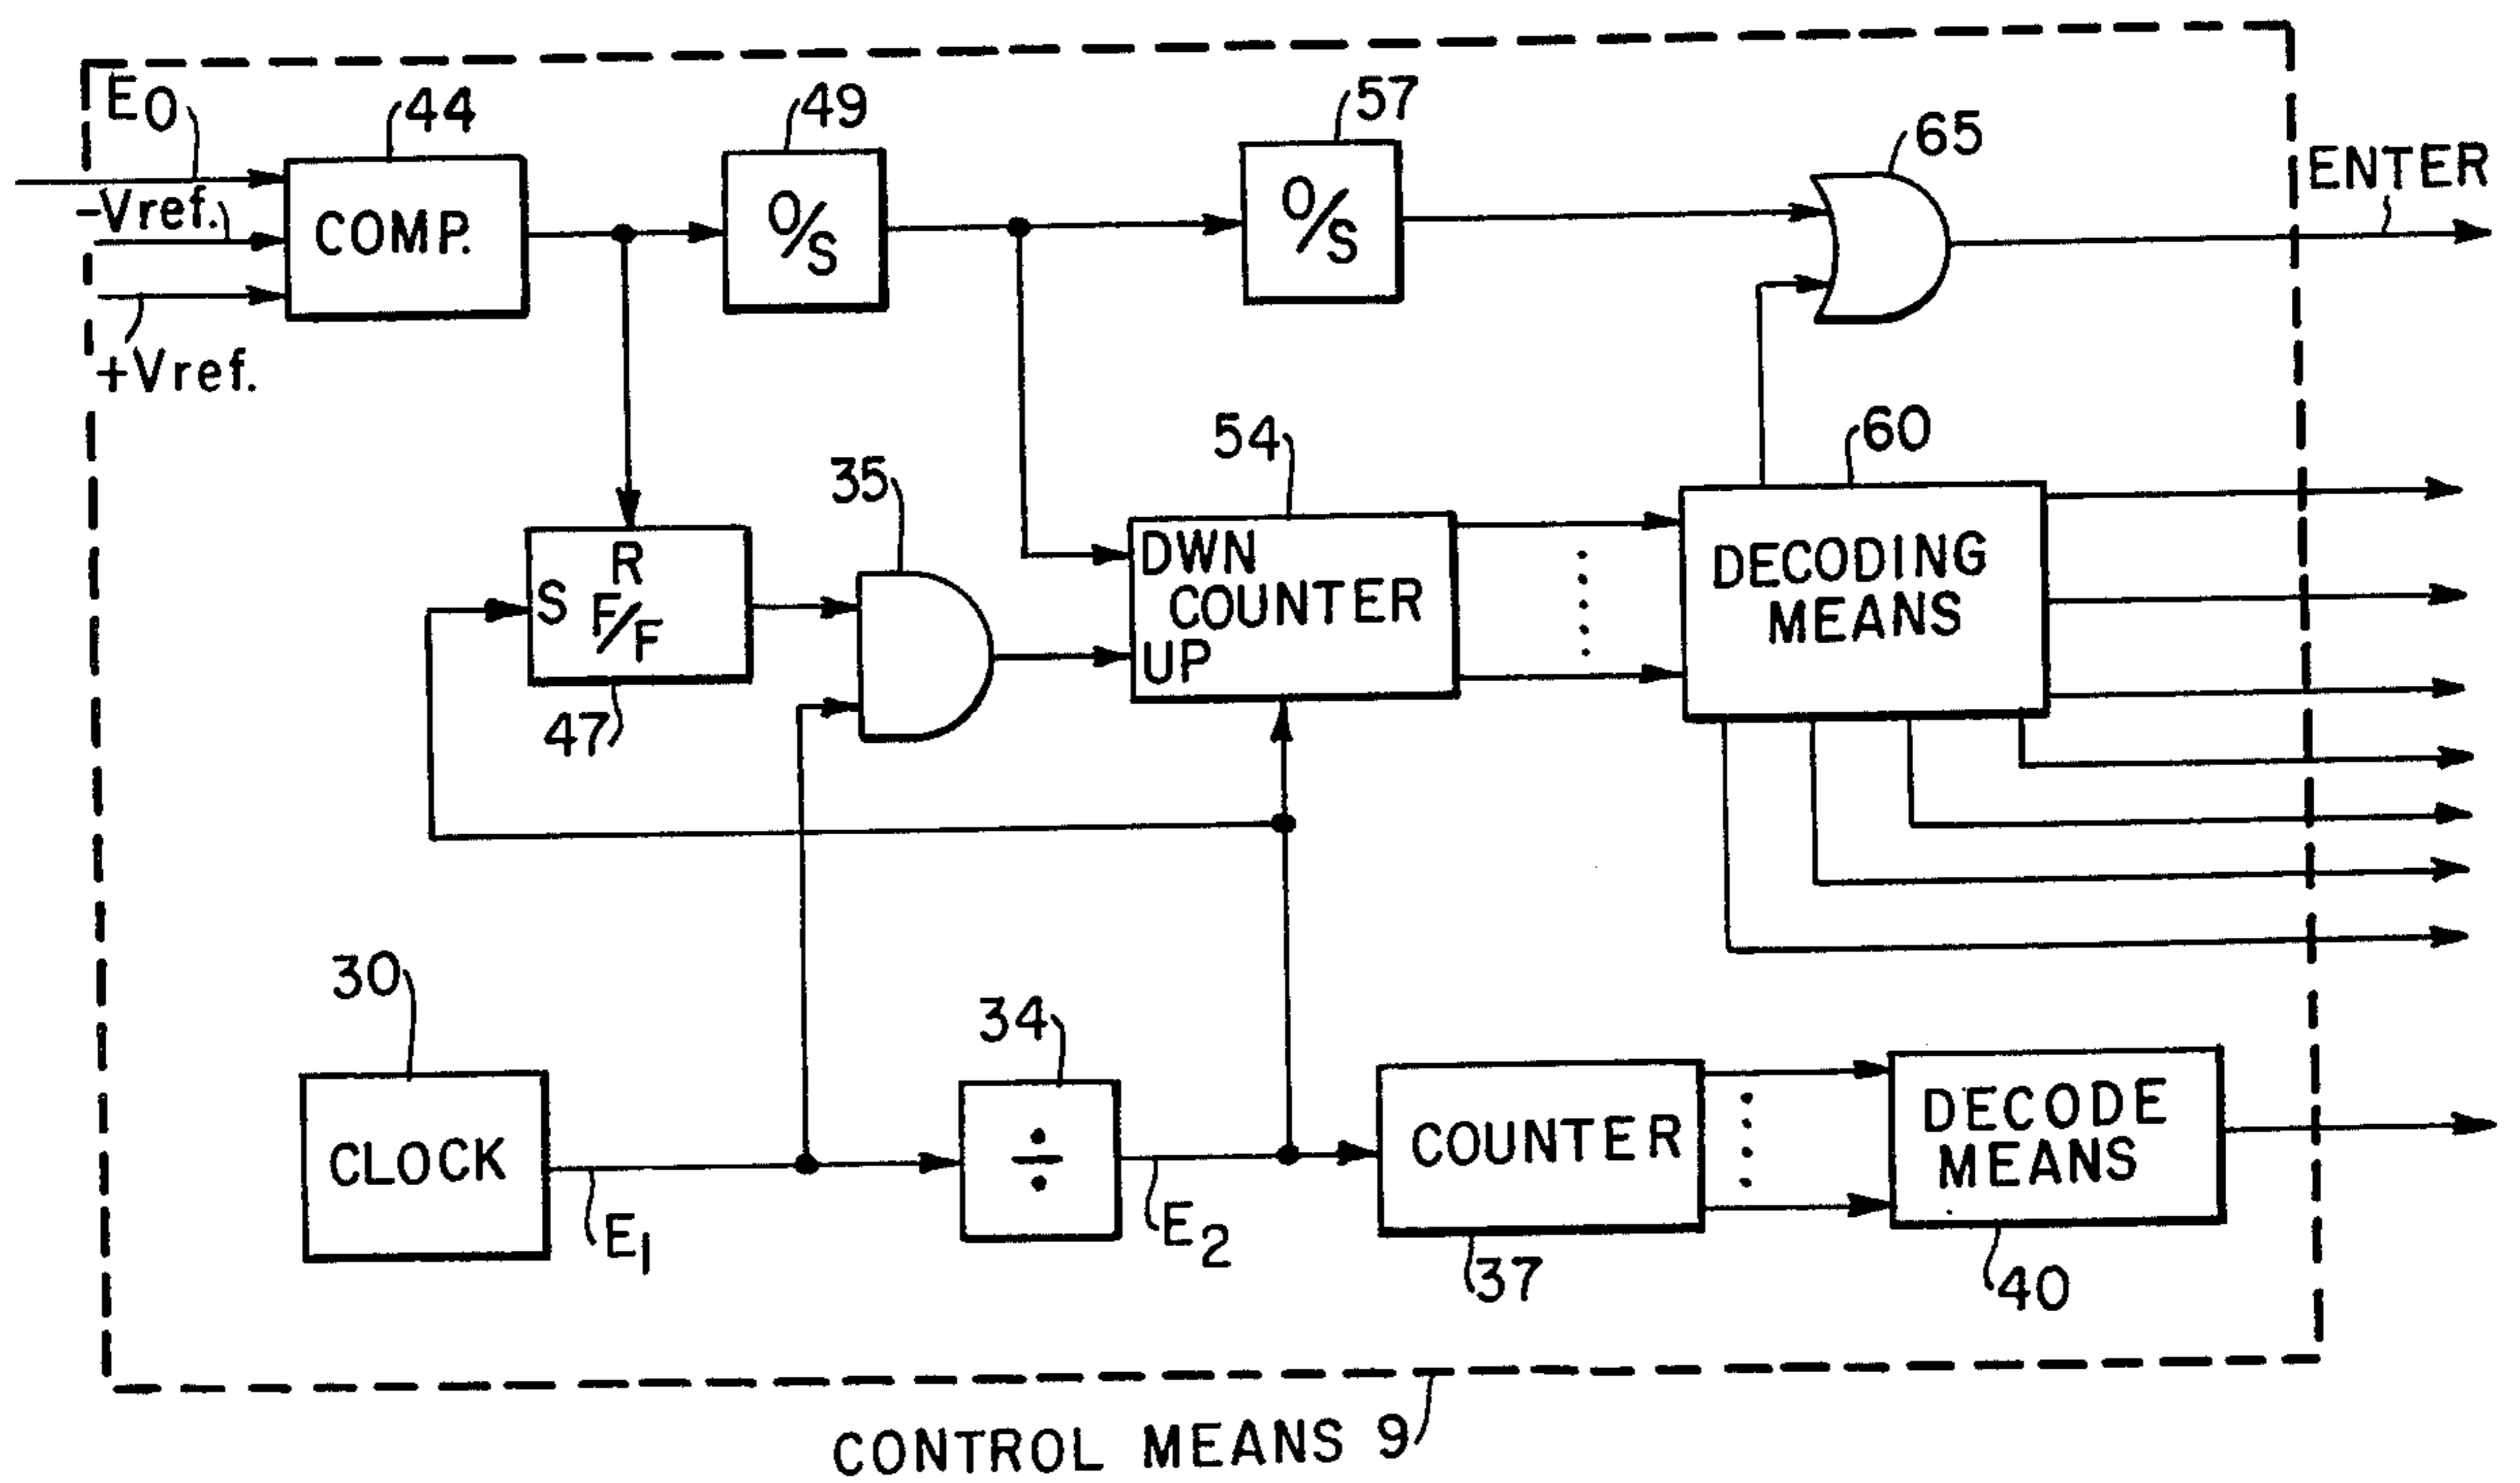 E0
44
49
57
65
ENTER
-Vref.
COMP.
O/S
O/S
+Vref.
54
60
35
R
S F/F
DWN
COUNTER
UP
DECODING
MEANS
47
30
34
CLOCK
÷
COUNTER
DECODE
MEANS
E1
E2
37
40
CONTROL MEANS 9